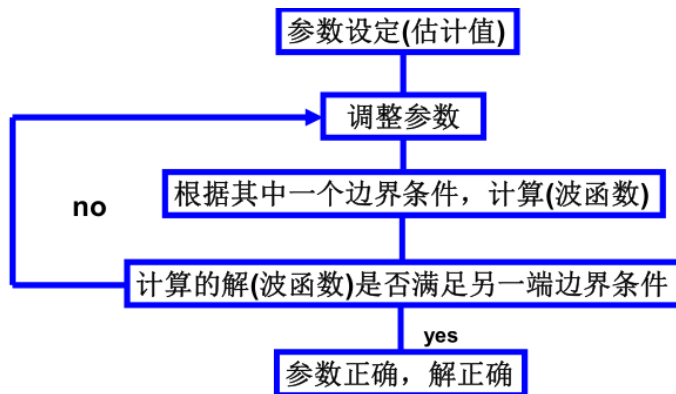 参数设定(估计值)
调整参数
根据其中一个边界条件，计算(波函数)
no
计算的解(波函数)是否满足另一端边界条件
yes
参数正确，解正确